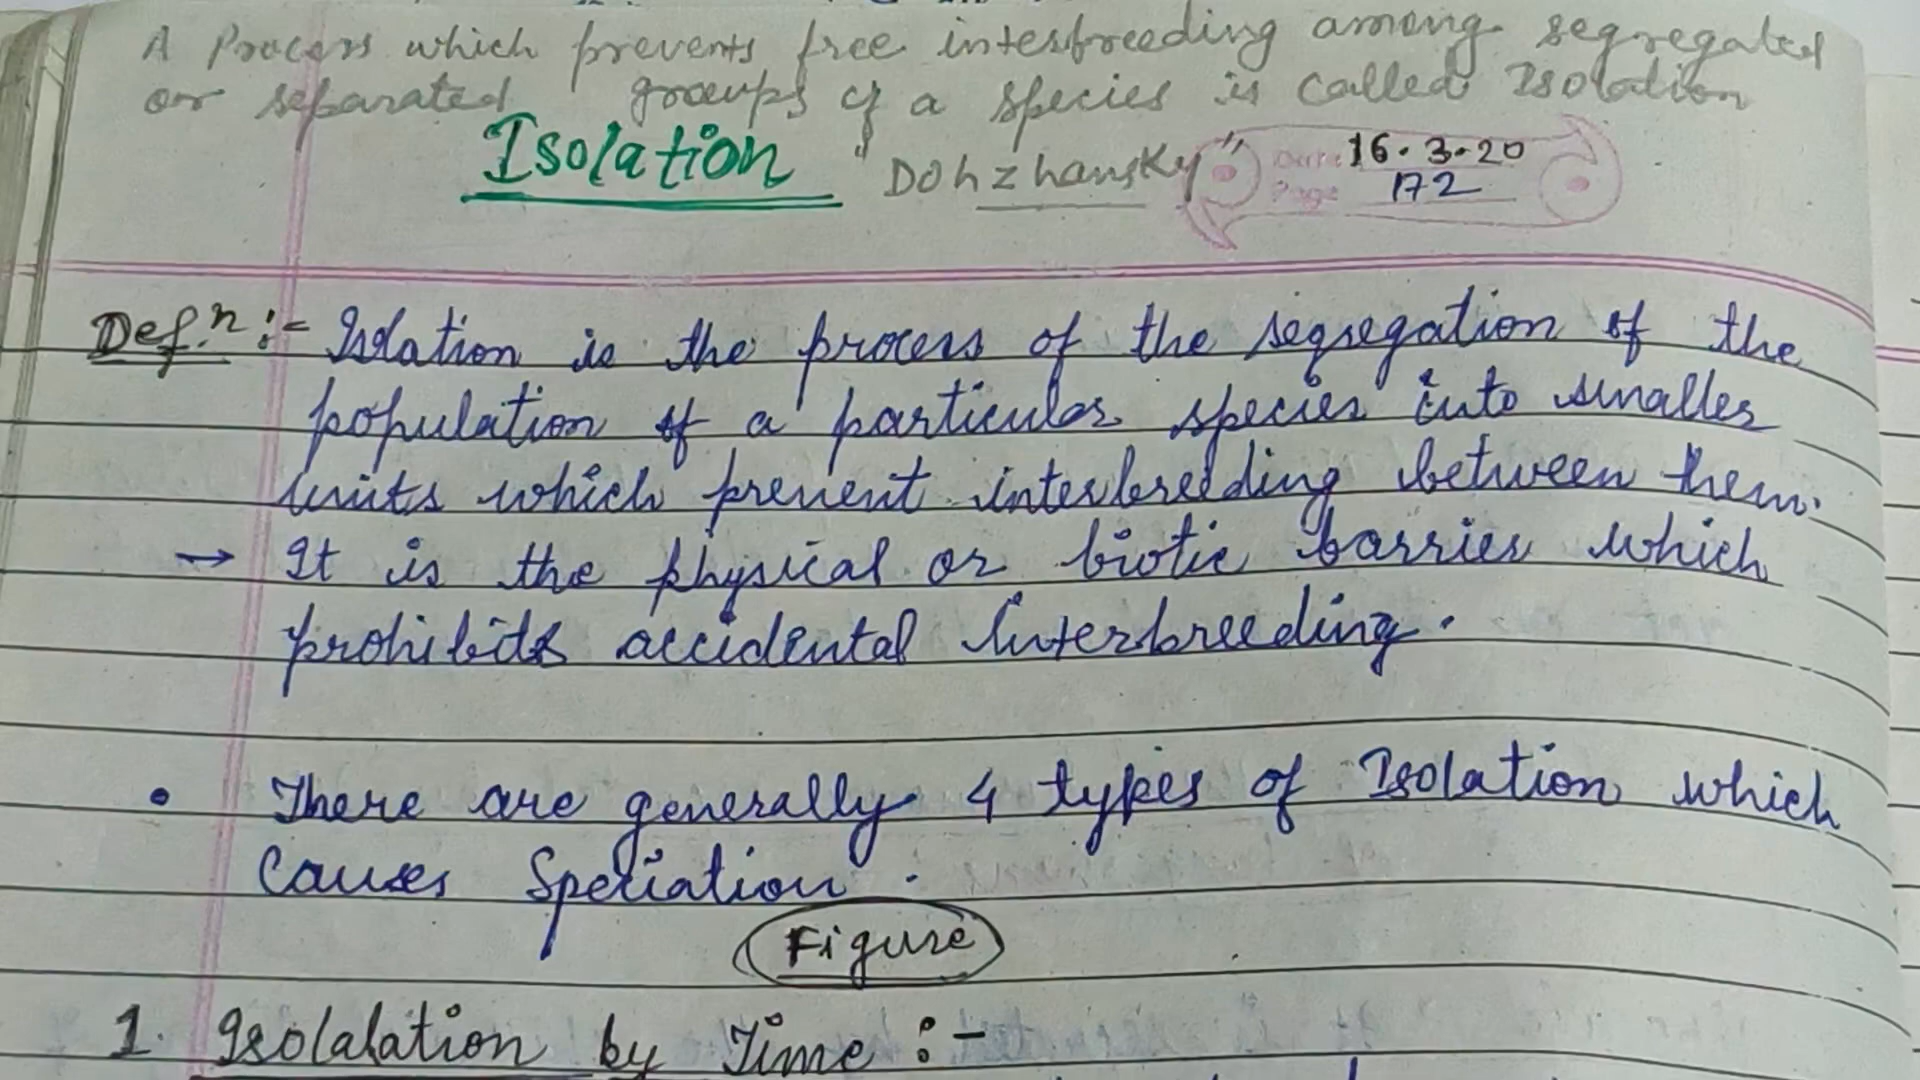 A Process which prevents free interbreeding among segregated
or separated groups of a species is called Isolation
Isolation "Dohzhansky"
Date 16.3.20
Page 172
Def.n :- Isolation is the process of the segregation of the
population of a particular species into smaller
units which prevent interbreeding between them.
→ It is the physical or biotic barrier which
prohibits accidental Interbreeding.
• There are generally 4 types of Isolation which
causes Speciation.
Figure
1. Isolalation by Time :-